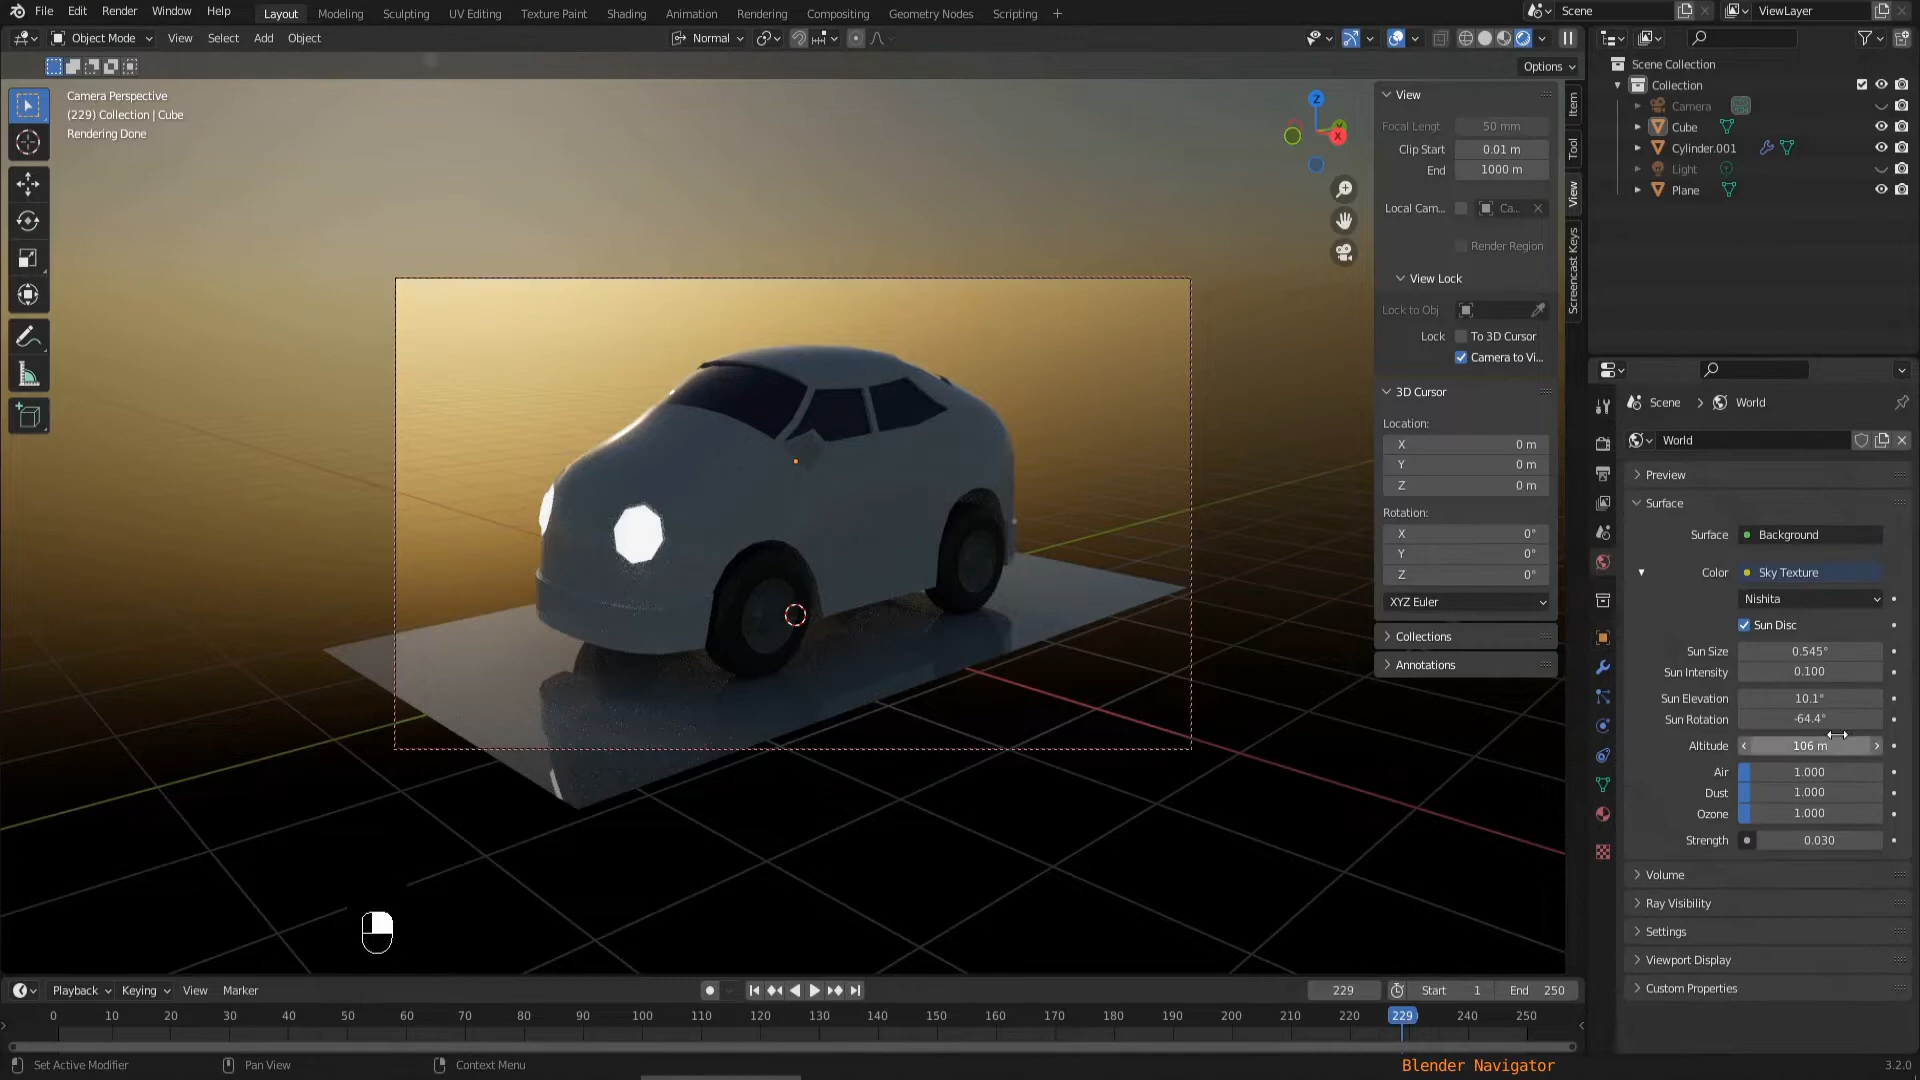 File Edit Render Window Help Layout Modeling Sculpting UV Editing Texture Paint Shading Animation Rendering Compositing Geometry Nodes Scripting + Scene ViewLayer
Object Mode View Select Add Object Normal
Options
Camera Perspective
(229) Collection | Cube
Rendering Done
Z
X
View
Focal Lengt 50 mm
Clip Start 0.01 m
End 1000 m
Local Cam... Ca...
Render Region
View Lock
Lock to Obj
Lock To 3D Cursor
Camera to Vi...
3D Cursor
Location:
X 0 m
Y 0 m
Z 0 m
Rotation:
X 0°
Y 0°
Z 0°
XYZ Euler
Collections
Annotations
Item
Tool
View
Screencast Keys
Scene Collection
Collection
Camera
Cube
Cylinder.001
Light
Plane
Scene > World
World
Preview
Surface
Surface Background
Color Sky Texture
Nishita
Sun Disc
Sun Size 0.545°
Sun Intensity 0.100
Sun Elevation 10.1°
Sun Rotation -64.4°
Altitude 106 m
Air 1.000
Dust 1.000
Ozone 1.000
Strength 0.030
Volume
Ray Visibility
Settings
Viewport Display
Custom Properties
Playback Keying View Marker 229 Start 1 End 250
0 10 20 30 40 50 60 70 80 90 100 110 120 130 140 150 160 170 180 190 200 210 220 229 240 250
Set Active Modifier Pan View Context Menu Blender Navigator 3.2.0